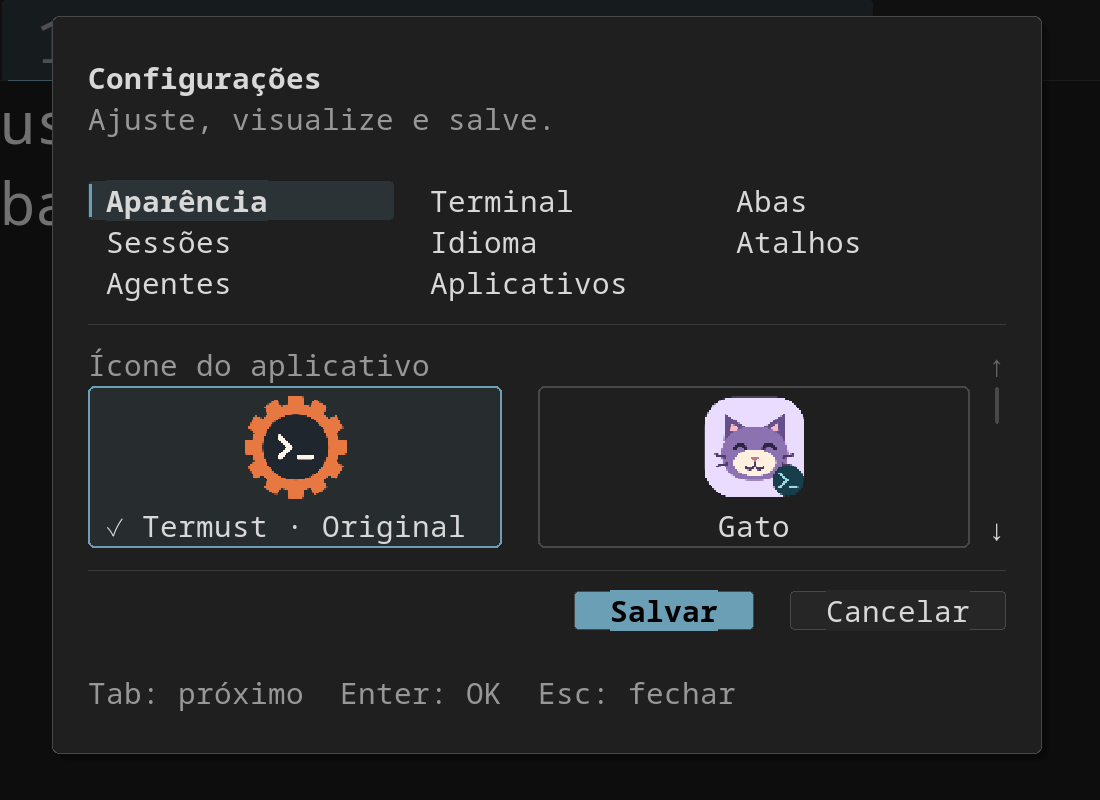 Configurações
Ajuste, visualize e salve.
Aparência Terminal Abas
Sessões Idioma Atalhos
Agentes Aplicativos
Ícone do aplicativo ↑
>_ >_
✓ Termust · Original Gato ↓
Salvar Cancelar
Tab: próximo Enter: OK Esc: fechar